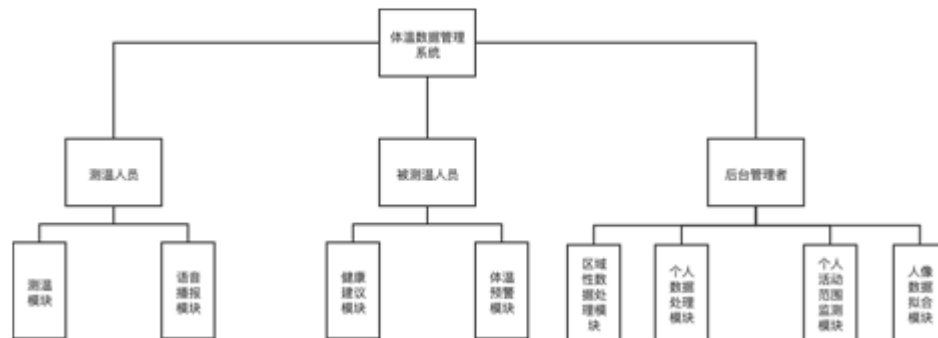 体温数据管理
系统
测温人员
被测温人员
后台管理者
测温
模块
语音
播报
模块
健康
建议
模块
体温
预警
模块
区域
性数
据处
理模
块
个人
数据
处理
模块
个人
活动
范围
监测
模块
人像
数据
拟合
模块